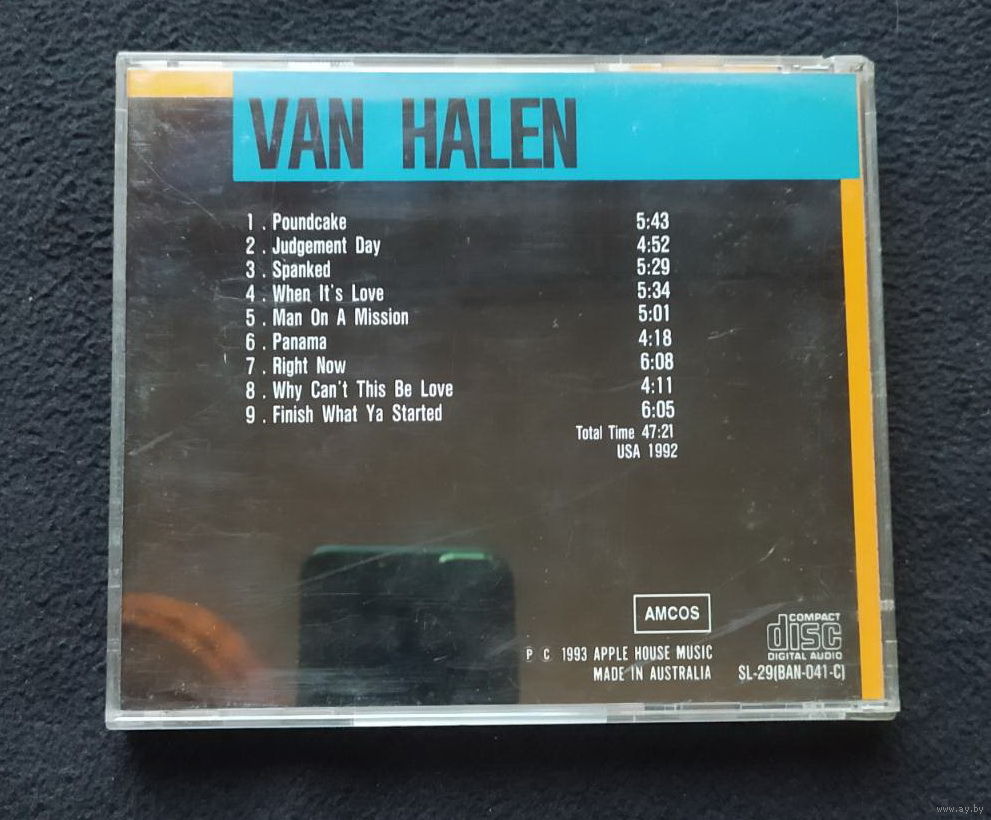 VAN HALEN
1 . Poundcake 5:43
2 . Judgement Day 4:52
3 . Spanked 5:29
4 . When It's Love 5:34
5 . Man On A Mission 5:01
6 . Panama 4:18
7 . Right Now 6:08
8 . Why Can't This Be Love 4:11
9 . Finish What Ya Started 6:05
Total Time 47:21
USA 1992
AMCOS
COMPACT
disc
DIGITAL AUDIO
P C 1993 APPLE HOUSE MUSIC
MADE IN AUSTRALIA SL-29(BAN-041-C)
www.ay.by